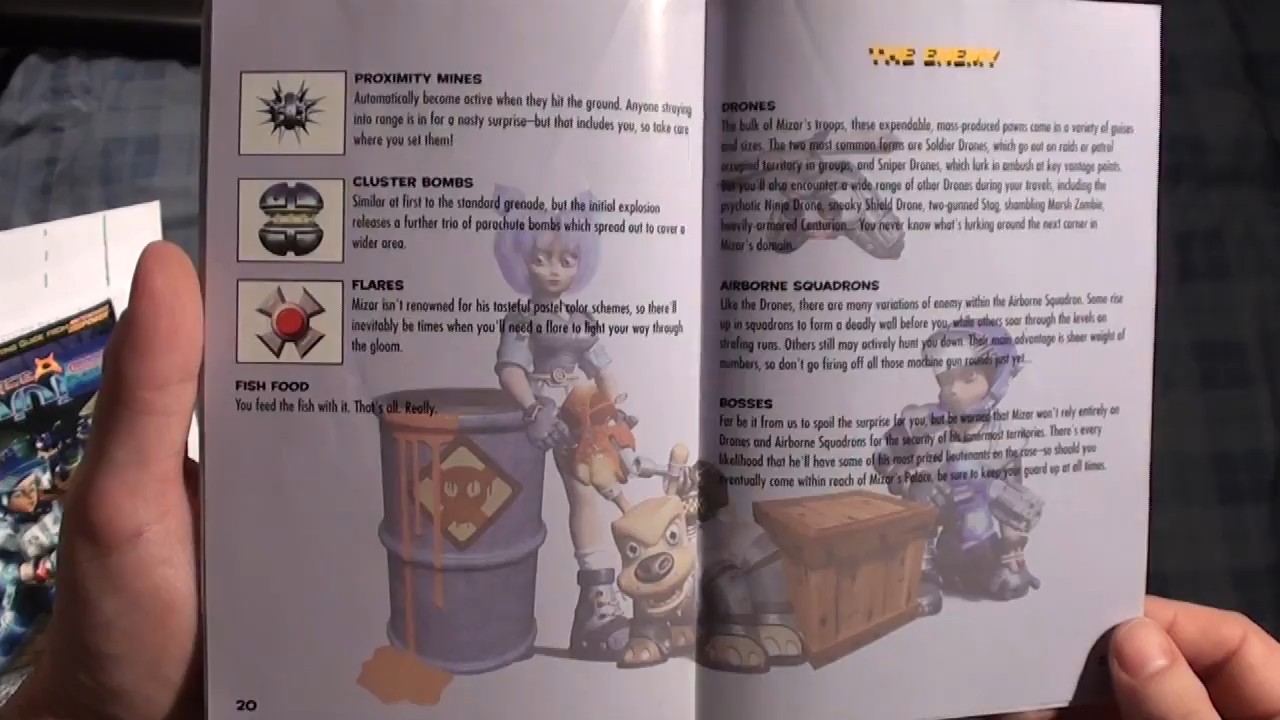 PROXIMITY MINES
Automatically become active when they hit the ground. Anyone straying
into range is in for a nasty surprise—but that includes you, so take care
where you set them!
CLUSTER BOMBS
Similar at first to the standard grenade, but the initial explosion
releases a further trio of parachute bombs which spread out to cover a
wider area.
FLARES
Mizar isn't renowned for his tasteful pastel color schemes, so there'll
inevitably be times when you'll need a flare to light your way through
the gloom.
FISH FOOD
You feed the fish with it. That's all. Really.
20
THE ENEMY
DRONES
The bulk of Mizar's troops, these expendable, mass-produced pawns come in a variety of guises
and sizes. The two most common forms are Soldier Drones, which go out on raids or patrol
occupied territory in groups, and Sniper Drones, which lurk in ambush at key vantage points.
But you'll also encounter a wide range of other Drones during your travels, including the
psychotic Ninja Drone, sneaky Shield Drone, two-gunned Stag, shambling Marsh Zombie,
heavily-armored Centurion... You never know what's lurking around the next corner in
Mizar's domain.
AIRBORNE SQUADRONS
Like the Drones, there are many variations of enemy within the Airborne Squadron. Some rise
up in squadrons to form a deadly wall before you, while others soar through the levels on
strafing runs. Others still may actively hunt you down. Their main advantage is sheer weight of
numbers, so don't go firing off all those machine gun rounds just yet...
BOSSES
Far be it from us to spoil the surprise for you, but be warned that Mizar won't rely entirely on
Drones and Airborne Squadrons for the security of his innermost territories. There's every
likelihood that he'll have some of his most prized lieutenants on the case—so should you
eventually come within reach of Mizar's Palace, be sure to keep your guard up at all times.